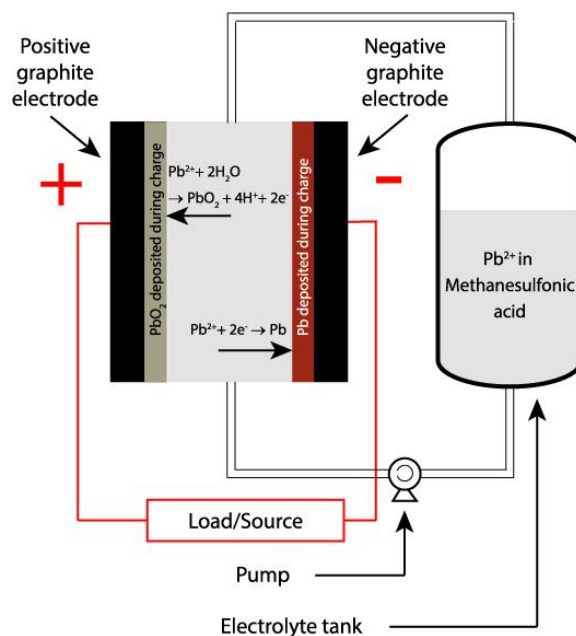 Positive
graphite
electrode
Negative
graphite
electrode
+
-
PbO₂ deposited during charge
Pb²⁺ + 2H₂O
→ PbO₂ + 4H⁺ + 2e⁻
Pb²⁺ + 2e⁻ → Pb
Pb deposited during charge
Pb²⁺ in
Methanesulfonic
acid
Load/Source
Pump
Electrolyte tank